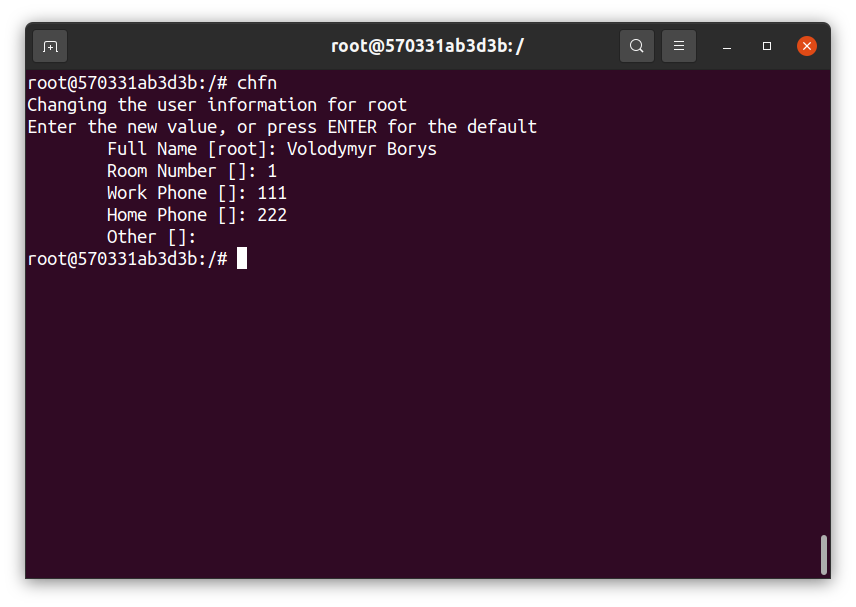 root@570331ab3d3b: /
root@570331ab3d3b:/# chfn
Changing the user information for root
Enter the new value, or press ENTER for the default
        Full Name [root]: Volodymyr Borys
        Room Number []: 1
        Work Phone []: 111
        Home Phone []: 222
        Other []:
root@570331ab3d3b:/#